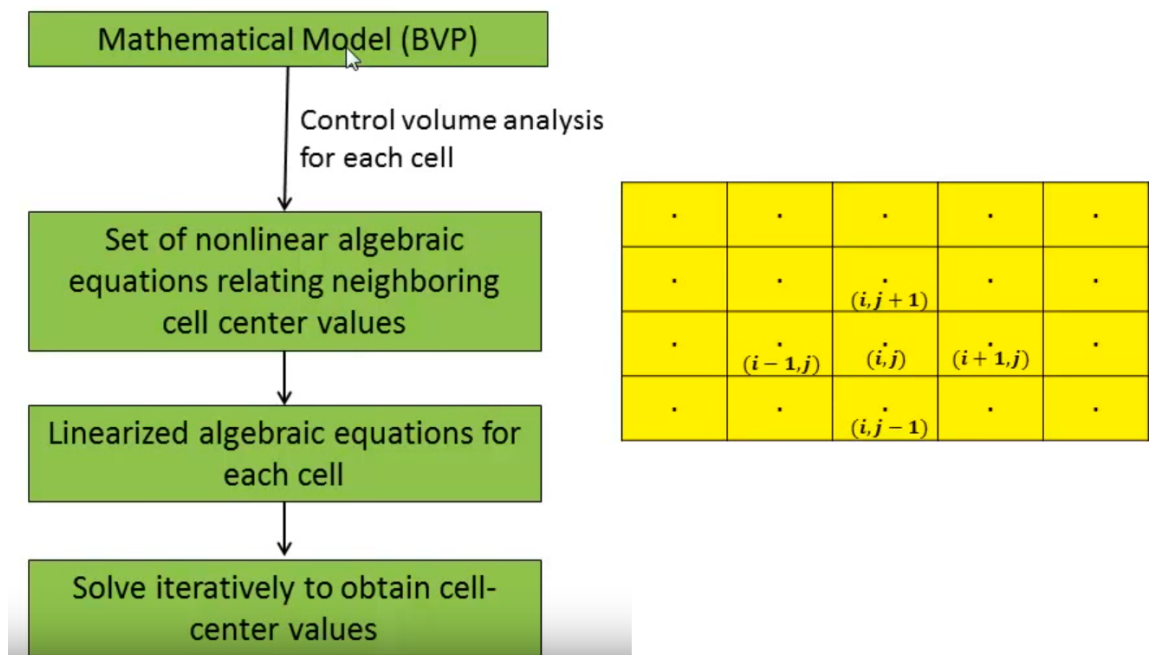 Mathematical Model (BVP)
Control volume analysis
for each cell
Set of nonlinear algebraic
equations relating neighboring
cell center values
Linearized algebraic equations for
each cell
Solve iteratively to obtain cell-
center values
(i, j + 1)
(i − 1, j) (i, j) (i + 1, j)
(i, j − 1)